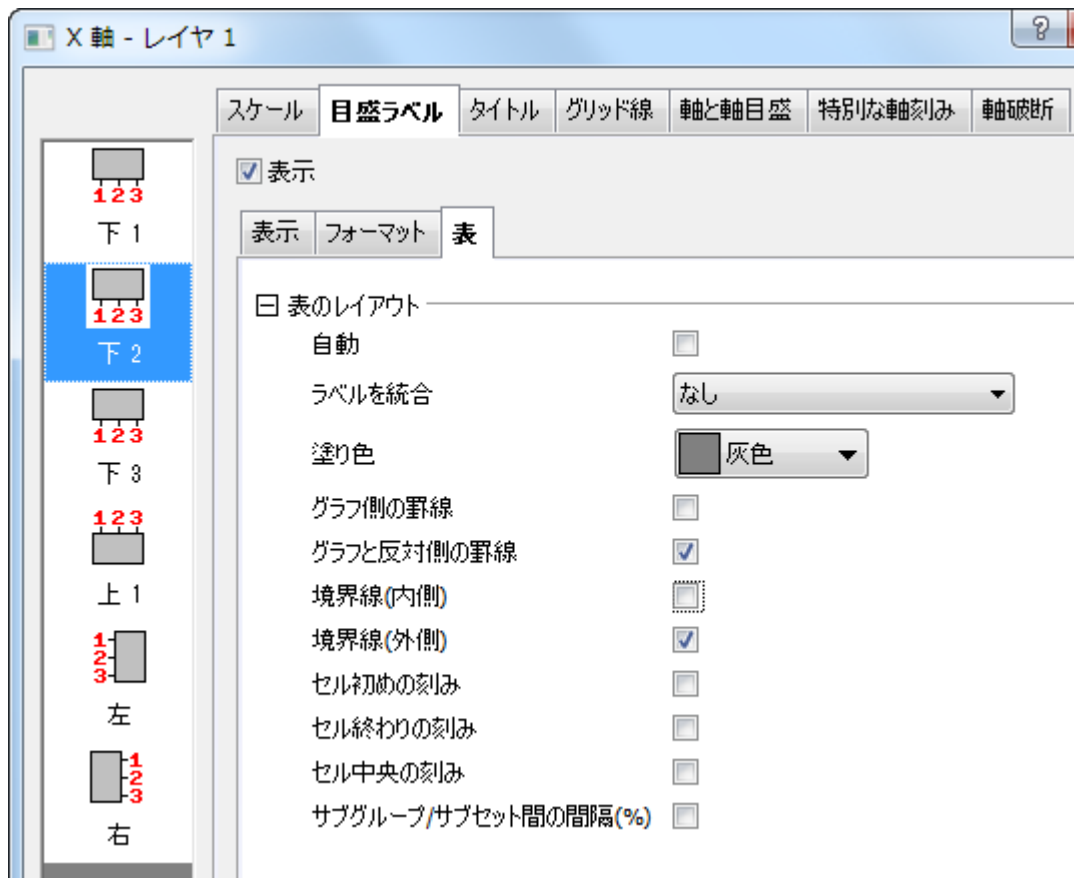 X 軸 - レイヤ 1
?
スケール 目盛ラベル タイトル グリッド線 軸と軸目盛 特別な軸刻み 軸破断
表示
表示 フォーマット 表
123
下 1
123
下 2
123
下 3
123
上 1
1
2
3
左
1
2
3
右
表のレイアウト
自動
ラベルを統合 なし
塗り色 灰色
グラフ側の罫線
グラフと反対側の罫線
境界線(内側)
境界線(外側)
セル初めの刻み
セル終わりの刻み
セル中央の刻み
サブグループ/サブセット間の間隔(%)